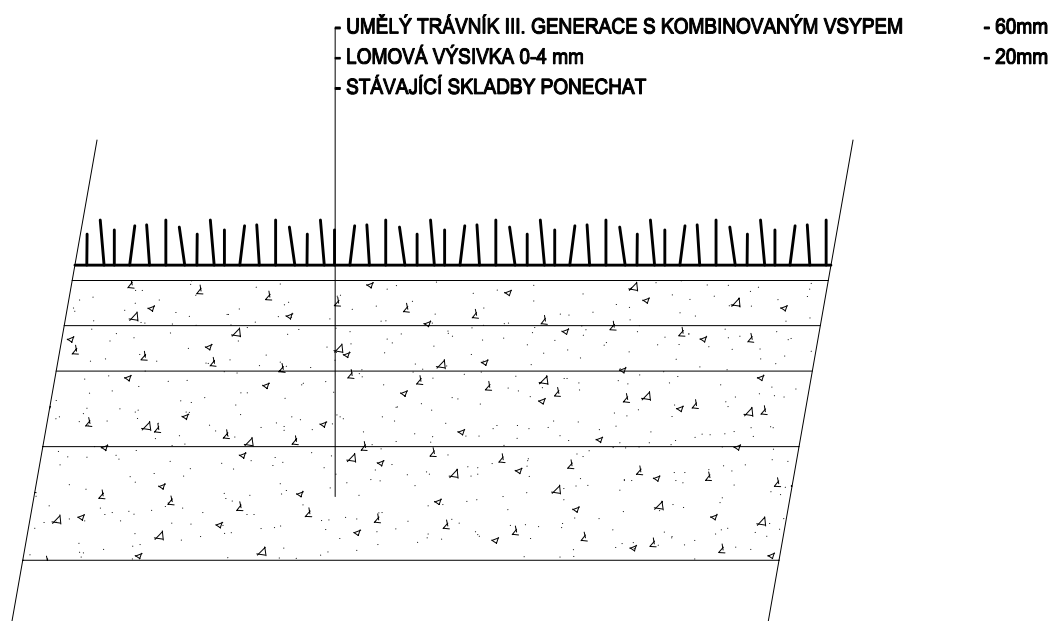 - UMĚLÝ TRÁVNÍK III. GENERACE S KOMBINOVANÝM VSYPEM - 60mm
- LOMOVÁ VÝSIVKA 0-4 mm - 20mm
- STÁVAJÍCÍ SKLADBY PONECHAT